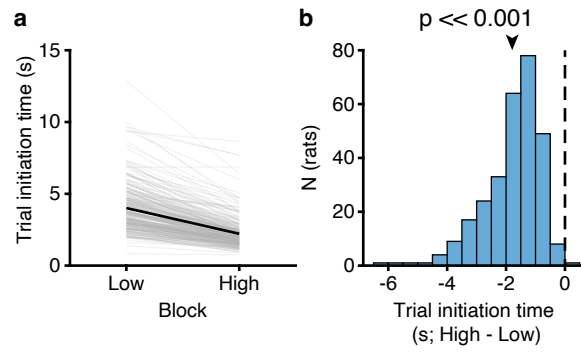 a
Trial initiation time (s)
15
10
5
0
Low
High
Block
b
p << 0.001
N (rats)
80
60
40
20
0
-6
-4
-2
0
Trial initiation time
(s; High - Low)